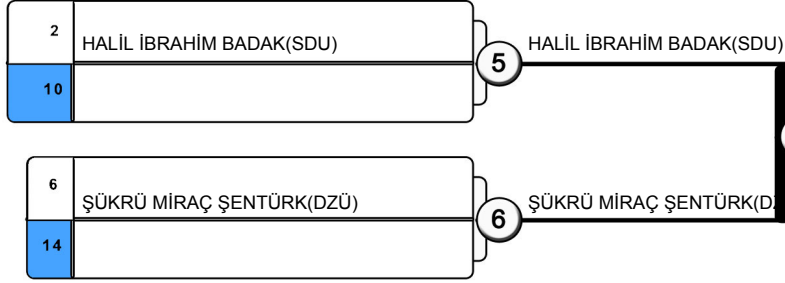 2
HALİL İBRAHİM BADAK(SDU)
10
5
HALİL İBRAHİM BADAK(SDU)
6
ŞÜKRÜ MİRAÇ ŞENTÜRK(DZÜ)
14
6
ŞÜKRÜ MİRAÇ